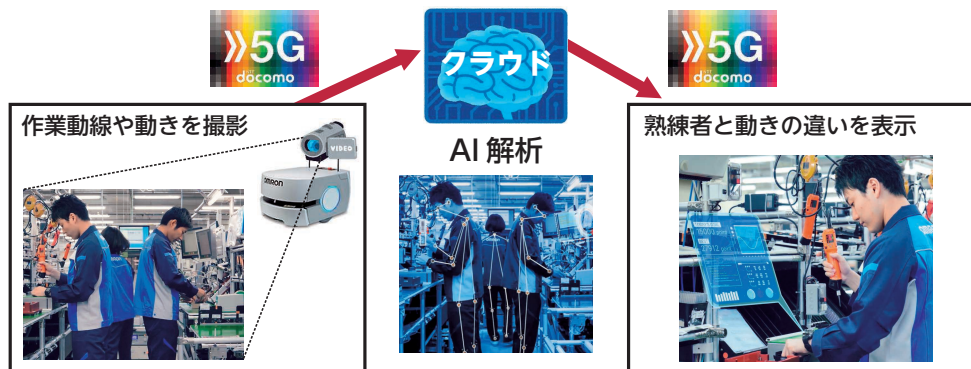 》5G
docomo
クラウド
》5G
docomo
作業動線や動きを撮影
VIDEO
OMRON
AI 解析
熟練者と動きの違いを表示